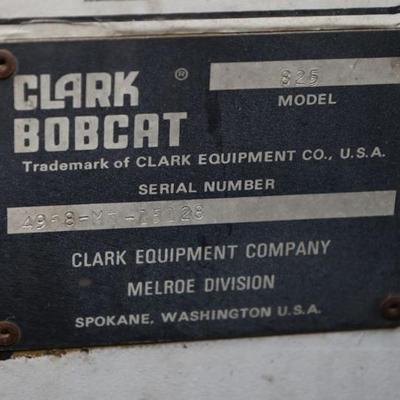 CLARK ® 825
BOBCAT MODEL
Trademark of CLARK EQUIPMENT CO., U.S.A.
SERIAL NUMBER
CLARK EQUIPMENT COMPANY
MELROE DIVISION
SPOKANE, WASHINGTON U.S.A.